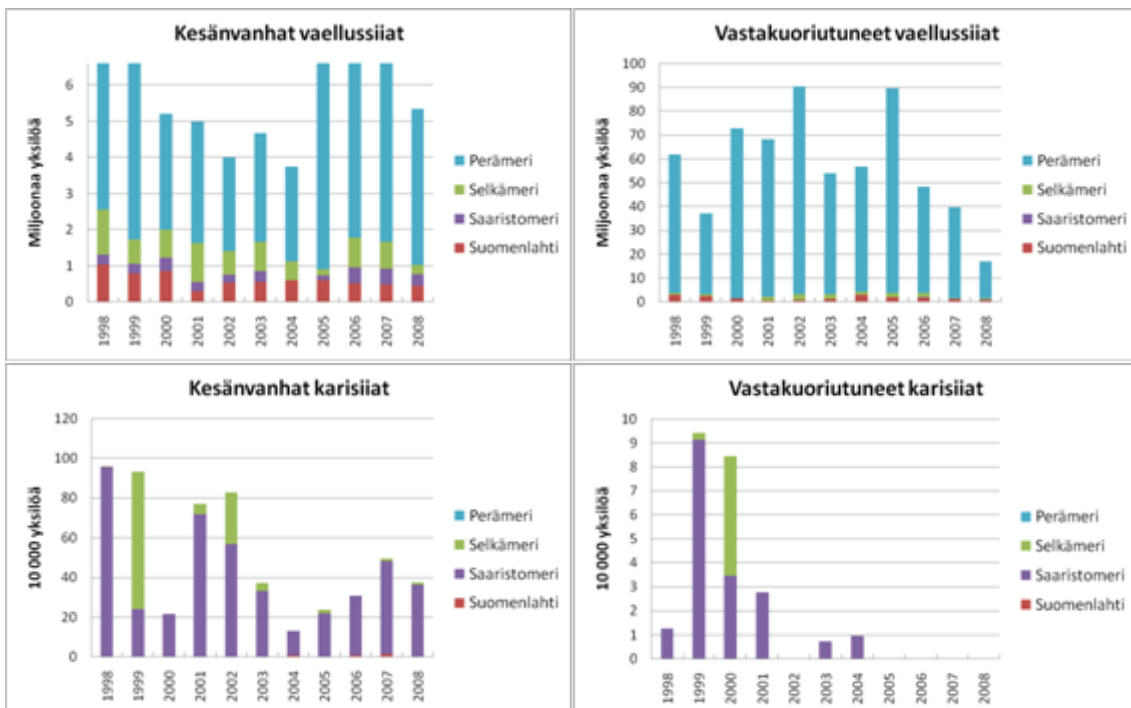 Kesänvanhat vaellussiiat
Miljoonaa yksilöä
6
5
4
3
2
1
0
1998 1999 2000 2001 2002 2003 2004 2005 2006 2007 2008
Perämeri
Selkämeri
Saaristomeri
Suomenlahti
Vastakuoriutuneet vaellussiiat
Miljoonaa yksilöä
100
90
80
70
60
50
40
30
20
10
0
1998 1999 2000 2001 2002 2003 2004 2005 2006 2007 2008
Perämeri
Selkämeri
Saaristomeri
Suomenlahti
Kesänvanhat karisiiat
10 000 yksilöä
120
100
80
60
40
20
0
1998 1999 2000 2001 2002 2003 2004 2005 2006 2007 2008
Perämeri
Selkämeri
Saaristomeri
Suomenlahti
Vastakuoriutuneet karisiiat
10 000 yksilöä
10
9
8
7
6
5
4
3
2
1
0
1998 1999 2000 2001 2002 2003 2004 2005 2006 2007 2008
Perämeri
Selkämeri
Saaristomeri
Suomenlahti